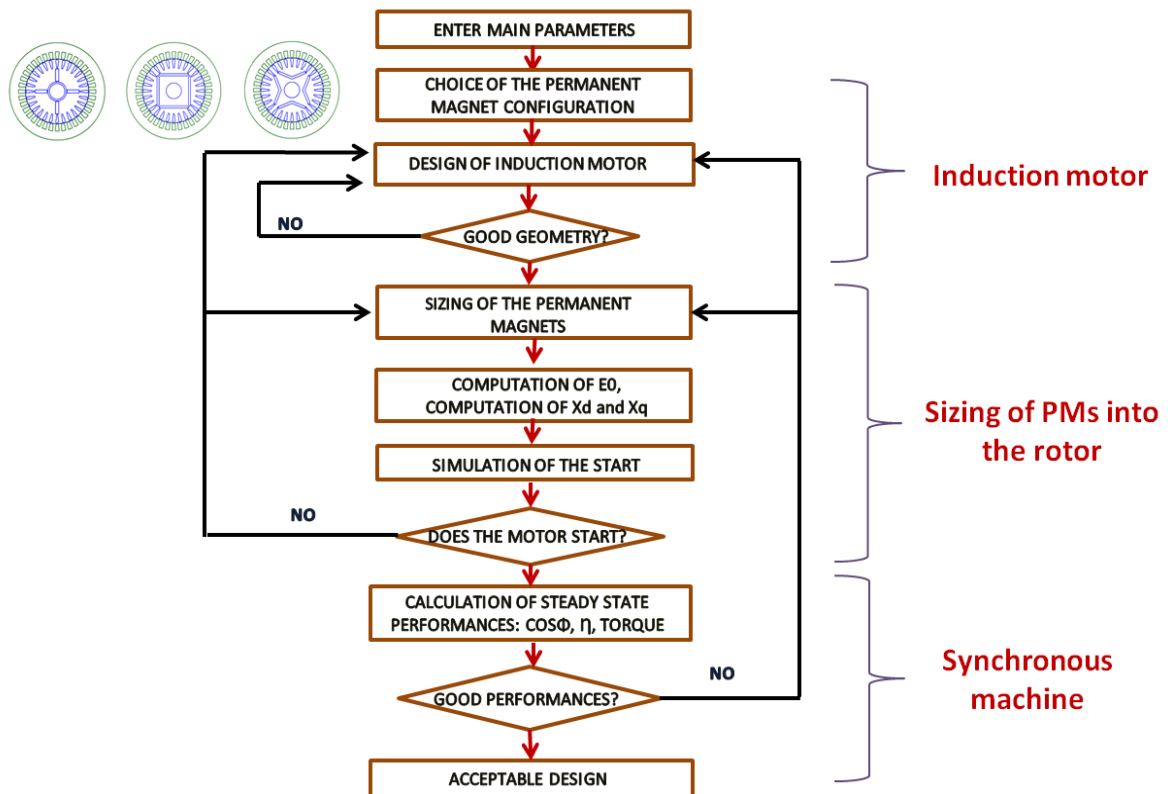 ENTER MAIN PARAMETERS
CHOICE OF THE PERMANENT
MAGNET CONFIGURATION
DESIGN OF INDUCTION MOTOR
Induction motor
NO
GOOD GEOMETRY?
SIZING OF THE PERMANENT
MAGNETS
COMPUTATION OF E0,
COMPUTATION OF Xd and Xq
Sizing of PMs into
the rotor
SIMULATION OF THE START
NO
DOES THE MOTOR START?
CALCULATION OF STEADY STATE
PERFORMANCES: COSΦ, η, TORQUE
Synchronous
machine
NO
GOOD PERFORMANCES?
ACCEPTABLE DESIGN